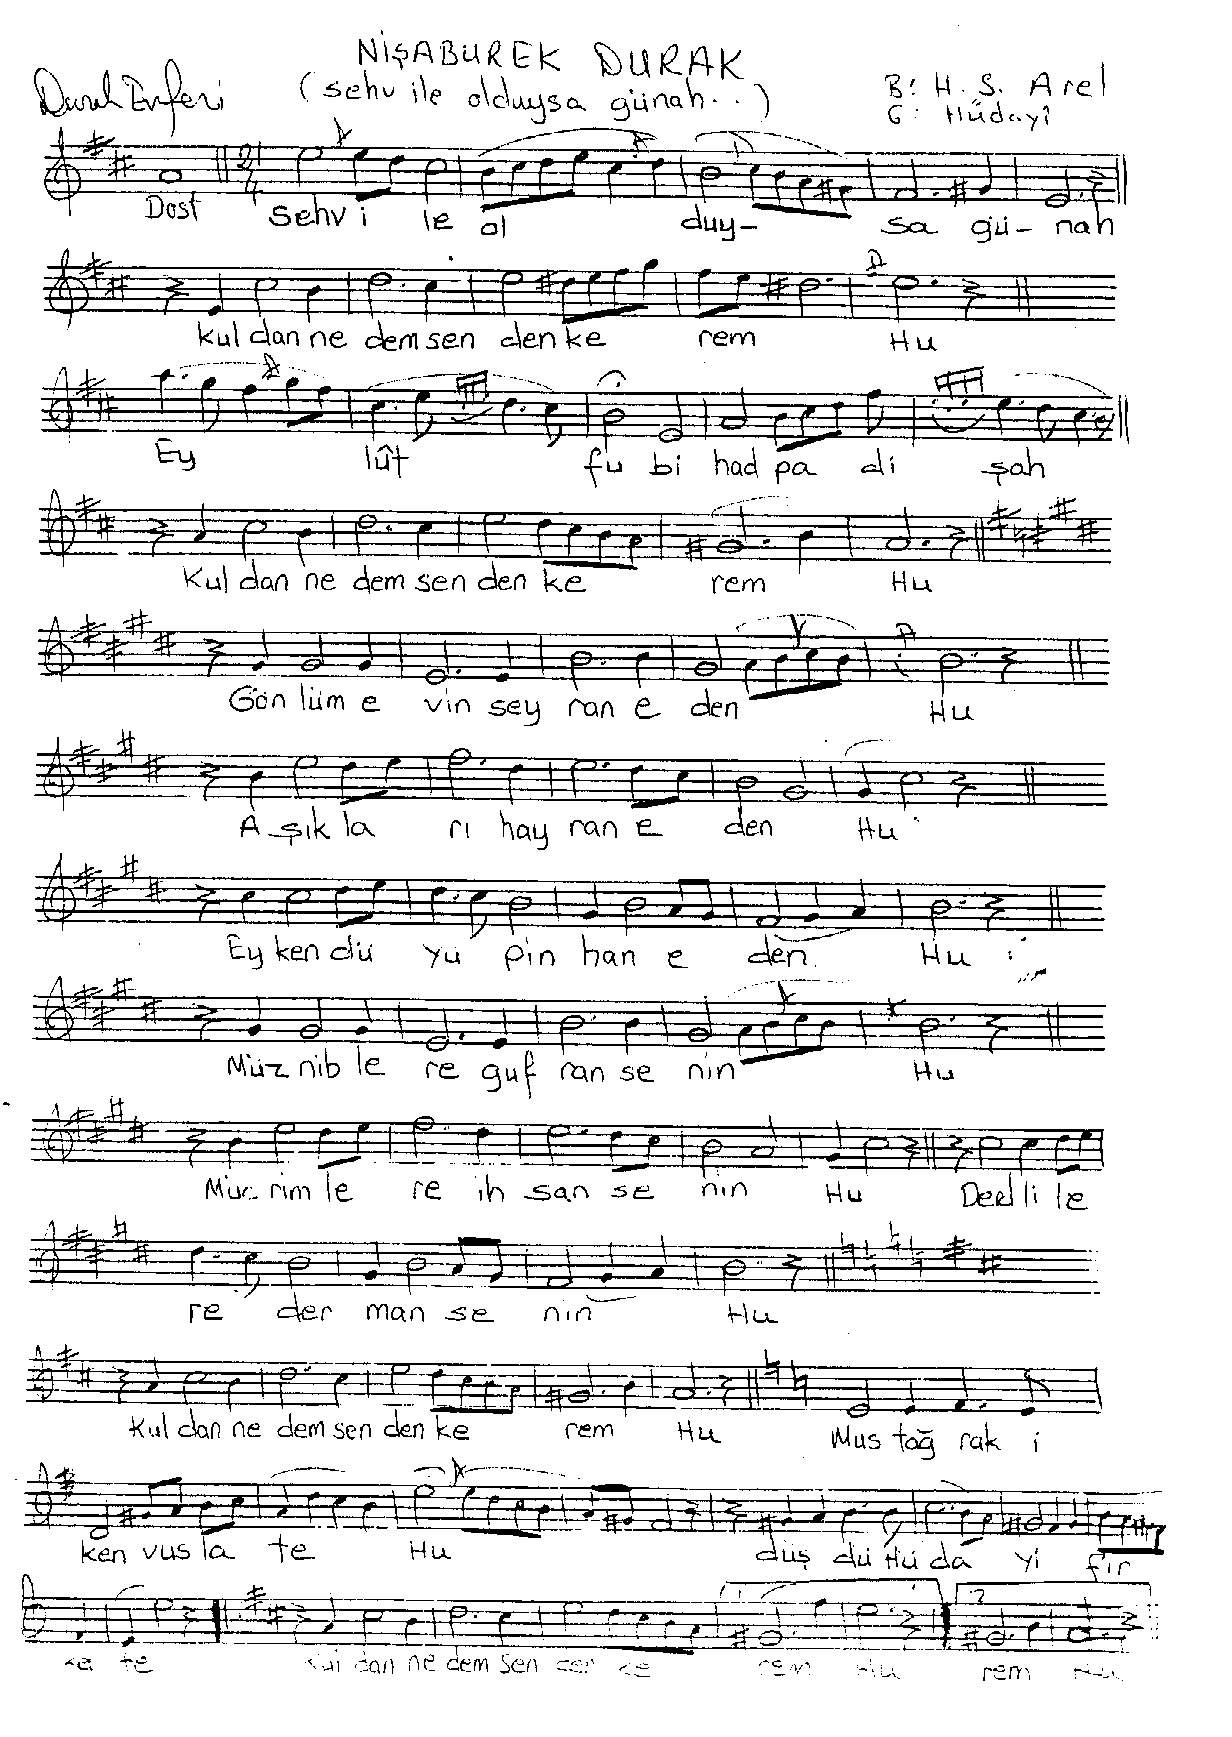 NİŞABUREK DURAK
Durak Evferi (sehv ile olduysa günah..) B: H. S. Arel
G: Hüdayî
2/4
Dost Sehv i le ol duy- sa gü- nah
Kul dan ne dem sen den ke rem Hu
Ey lût fu bi had pa di şah
Kul dan ne dem sen den ke rem Hu
Gön lüm e vin sey ran e den Hu
A şık la rı hay ran e den Hu
Ey ken dü yü pin han e den Hu
Müz nib le re guf ran se nin Hu
Müc rim le re ih san se nin Hu Derd li le
re der man se nin Hu
Kul dan ne dem sen den ke rem Hu Mus tağ rak i
ken vus la te Hu düş dü Hü da yi fir
ka te Kul dan ne dem sen den ke rem Hu rem Hu